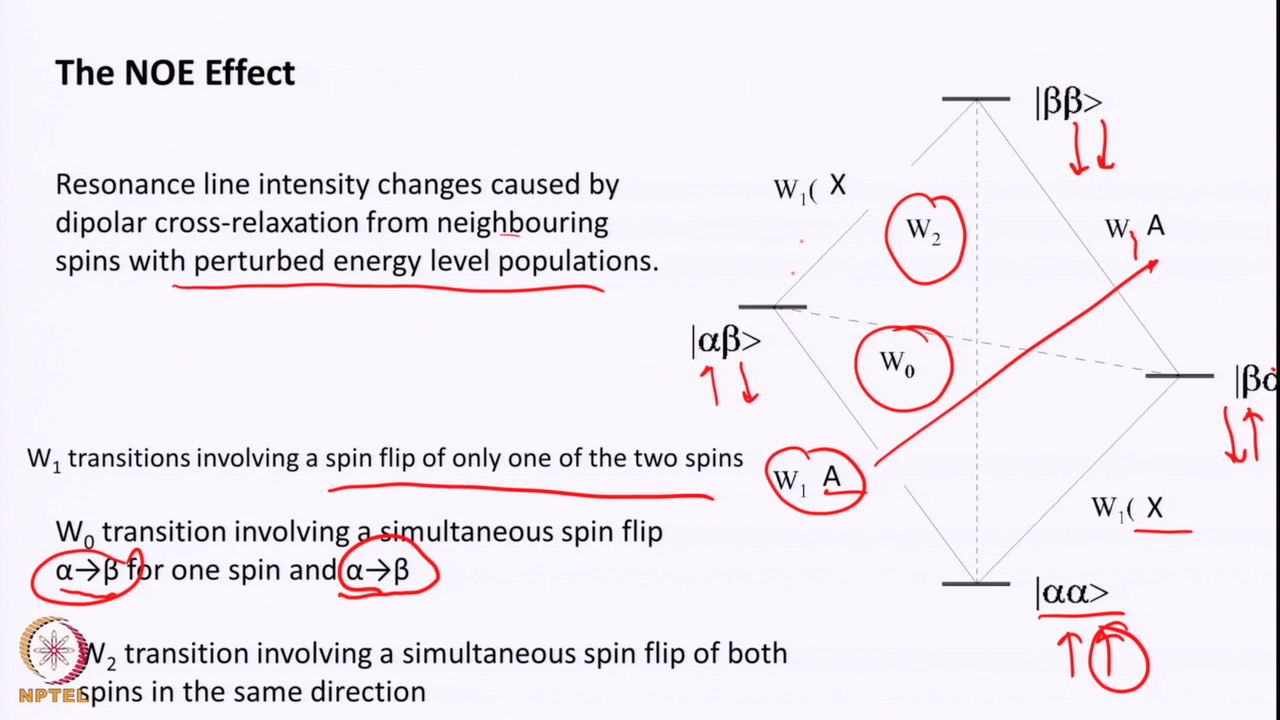 The NOE Effect
|ββ>
Resonance line intensity changes caused by
dipolar cross-relaxation from neighbouring
spins with perturbed energy level populations.
W₁( X
W₂
W₁ A
|αβ>
W₀
|βα
W₁ transitions involving a spin flip of only one of the two spins
W₁ A
W₁( X
W₀ transition involving a simultaneous spin flip
α→β for one spin and α→β
|αα>
W₂ transition involving a simultaneous spin flip of both
spins in the same direction
NPTEL